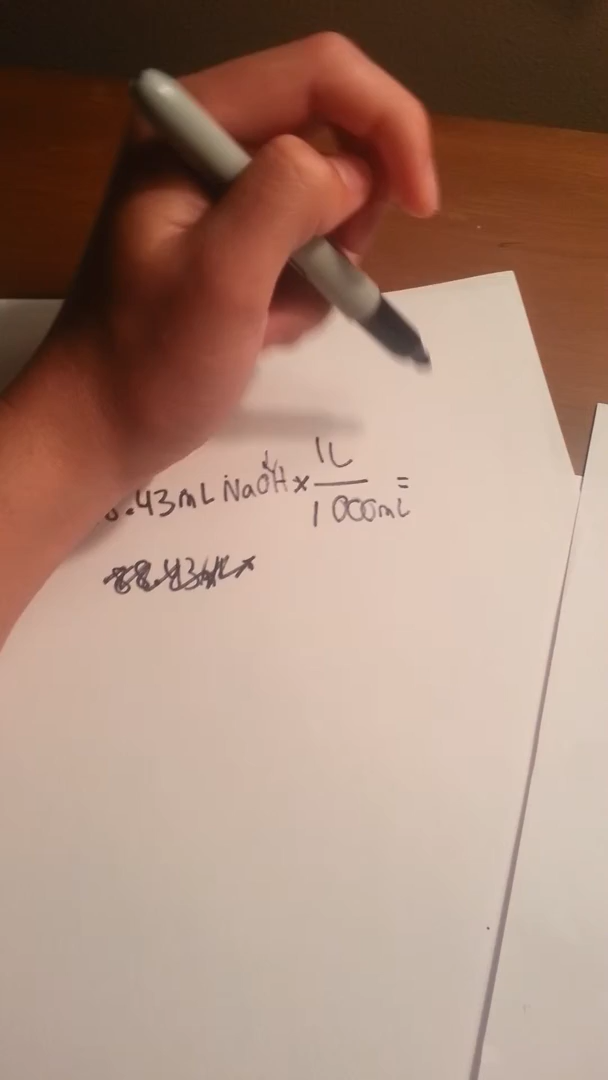 .43mL NaOH x 1L / 1000mL =